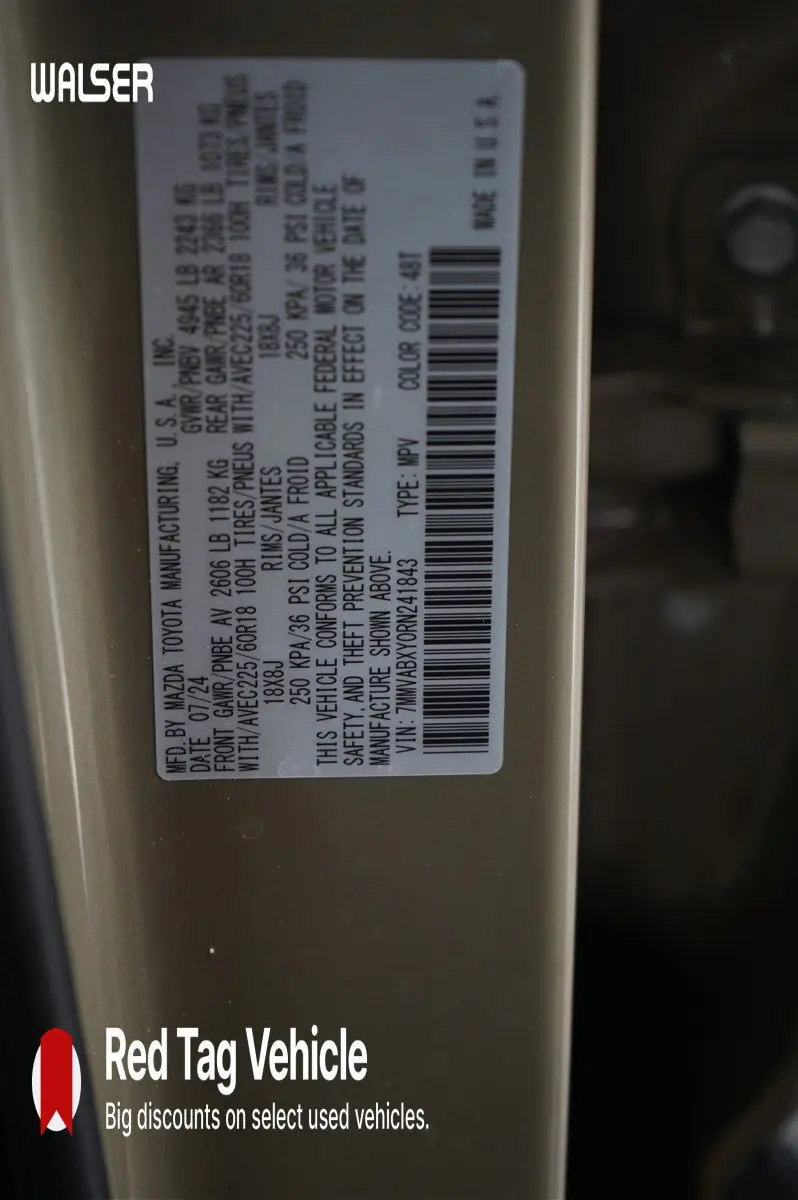 WALSER
MFD. BY MAZDA TOYOTA MANUFACTURING, U.S.A., INC.
DATE 07/24 GVWR/PNBV 4945 LB 2243 KG
FRONT GAWR/PNBE AV 2606 LB 1182 KG REAR GAWR/PNBE AR 2366 LB 1073 KG
WITH/AVEC225/60R18 100H TIRES/PNEUS WITH/AVEC225/60R18 100H TIRES/PNEUS
18X8J RIMS/JANTES 18X8J RIMS/JANTES
250 KPA/36 PSI COLD/A FROID 250 KPA/ 36 PSI COLD/A FROID
THIS VEHICLE CONFORMS TO ALL APPLICABLE FEDERAL MOTOR VEHICLE
SAFETY AND THEFT PREVENTION STANDARDS IN EFFECT ON THE DATE OF
MANUFACTURE SHOWN ABOVE.
VIN: 7MMVABXY0RN241843 TYPE: MPV COLOR CODE: 48T
MADE IN U.S.A.
Red Tag Vehicle
Big discounts on select used vehicles.